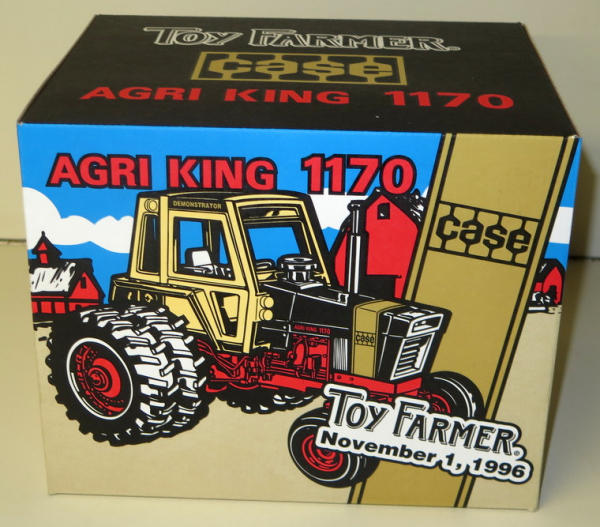 TOY FARMER®
case
AGRI KING 1170
AGRI KING 1170
DEMONSTRATOR
case
AGRI KING 1170
case
TOY FARMER®
November 1, 1996